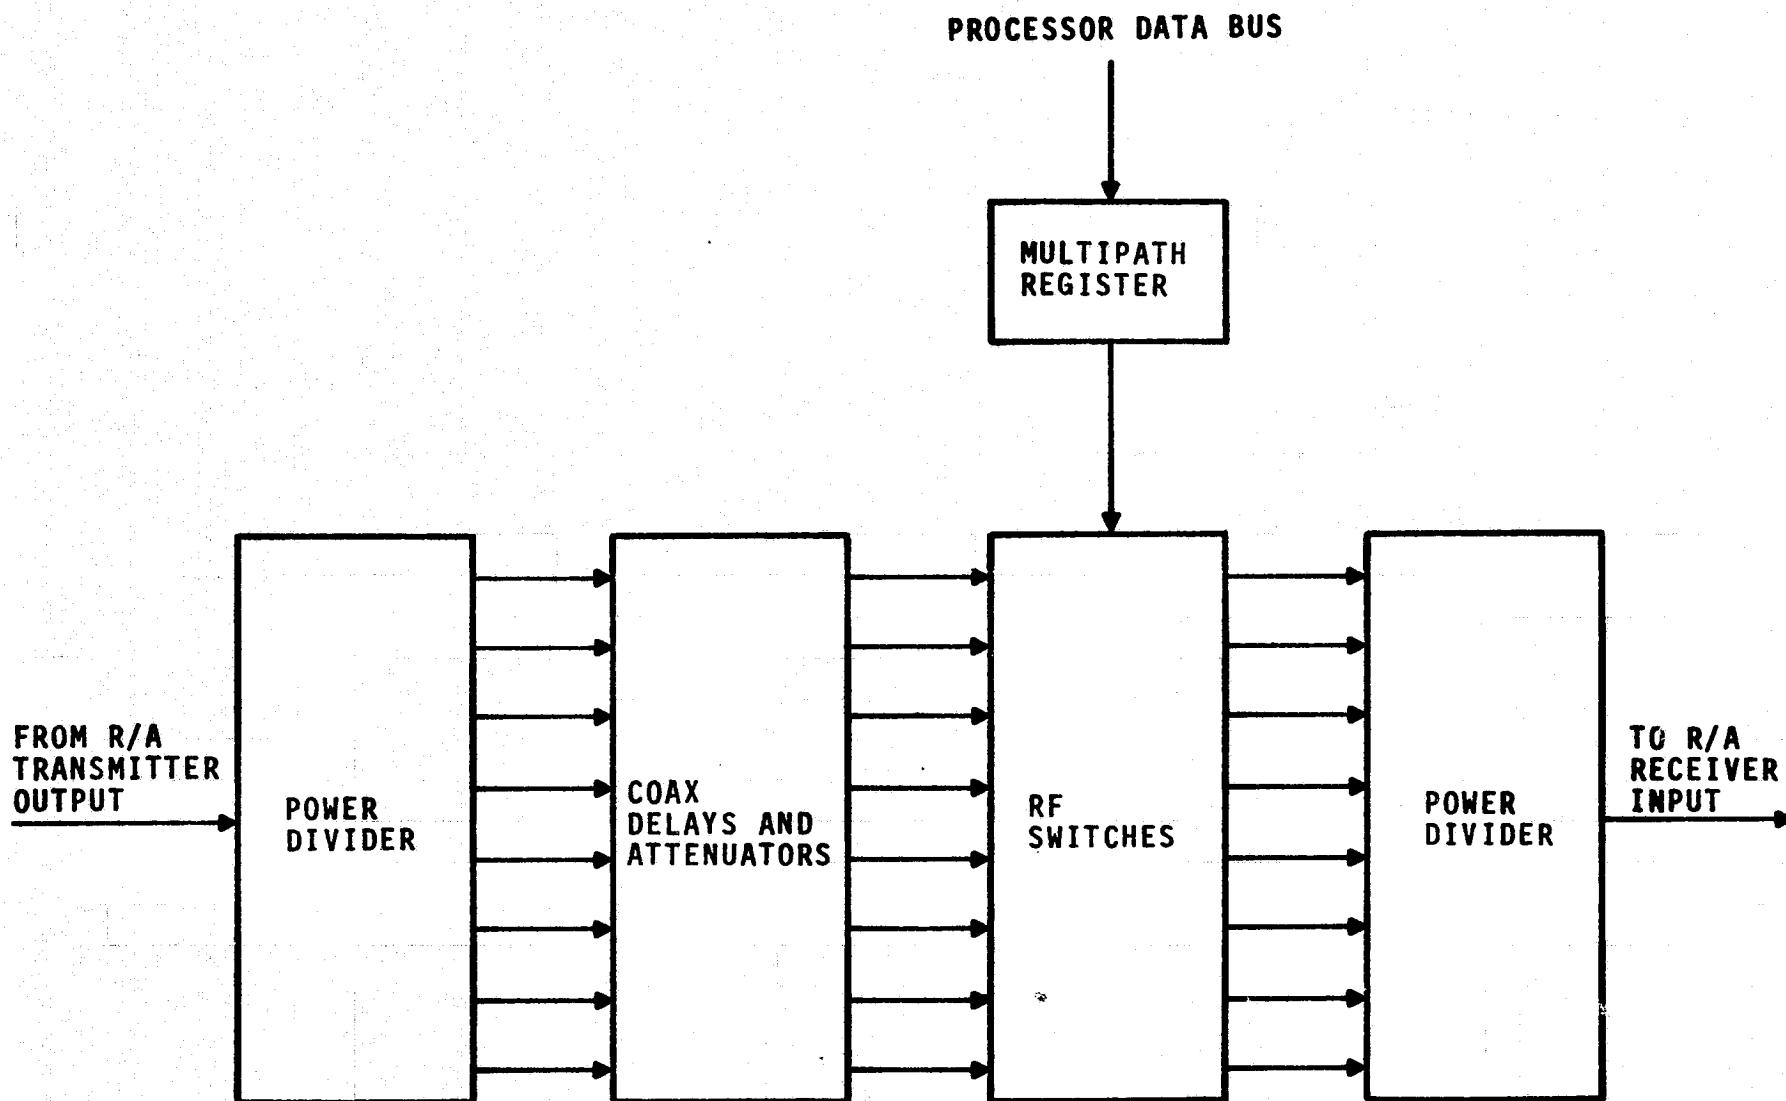 PROCESSOR DATA BUS
MULTIPATH
REGISTER
FROM R/A
TRANSMITTER
OUTPUT
POWER
DIVIDER
COAX
DELAYS AND
ATTENUATORS
RF
SWITCHES
POWER
DIVIDER
TO R/A
RECEIVER
INPUT